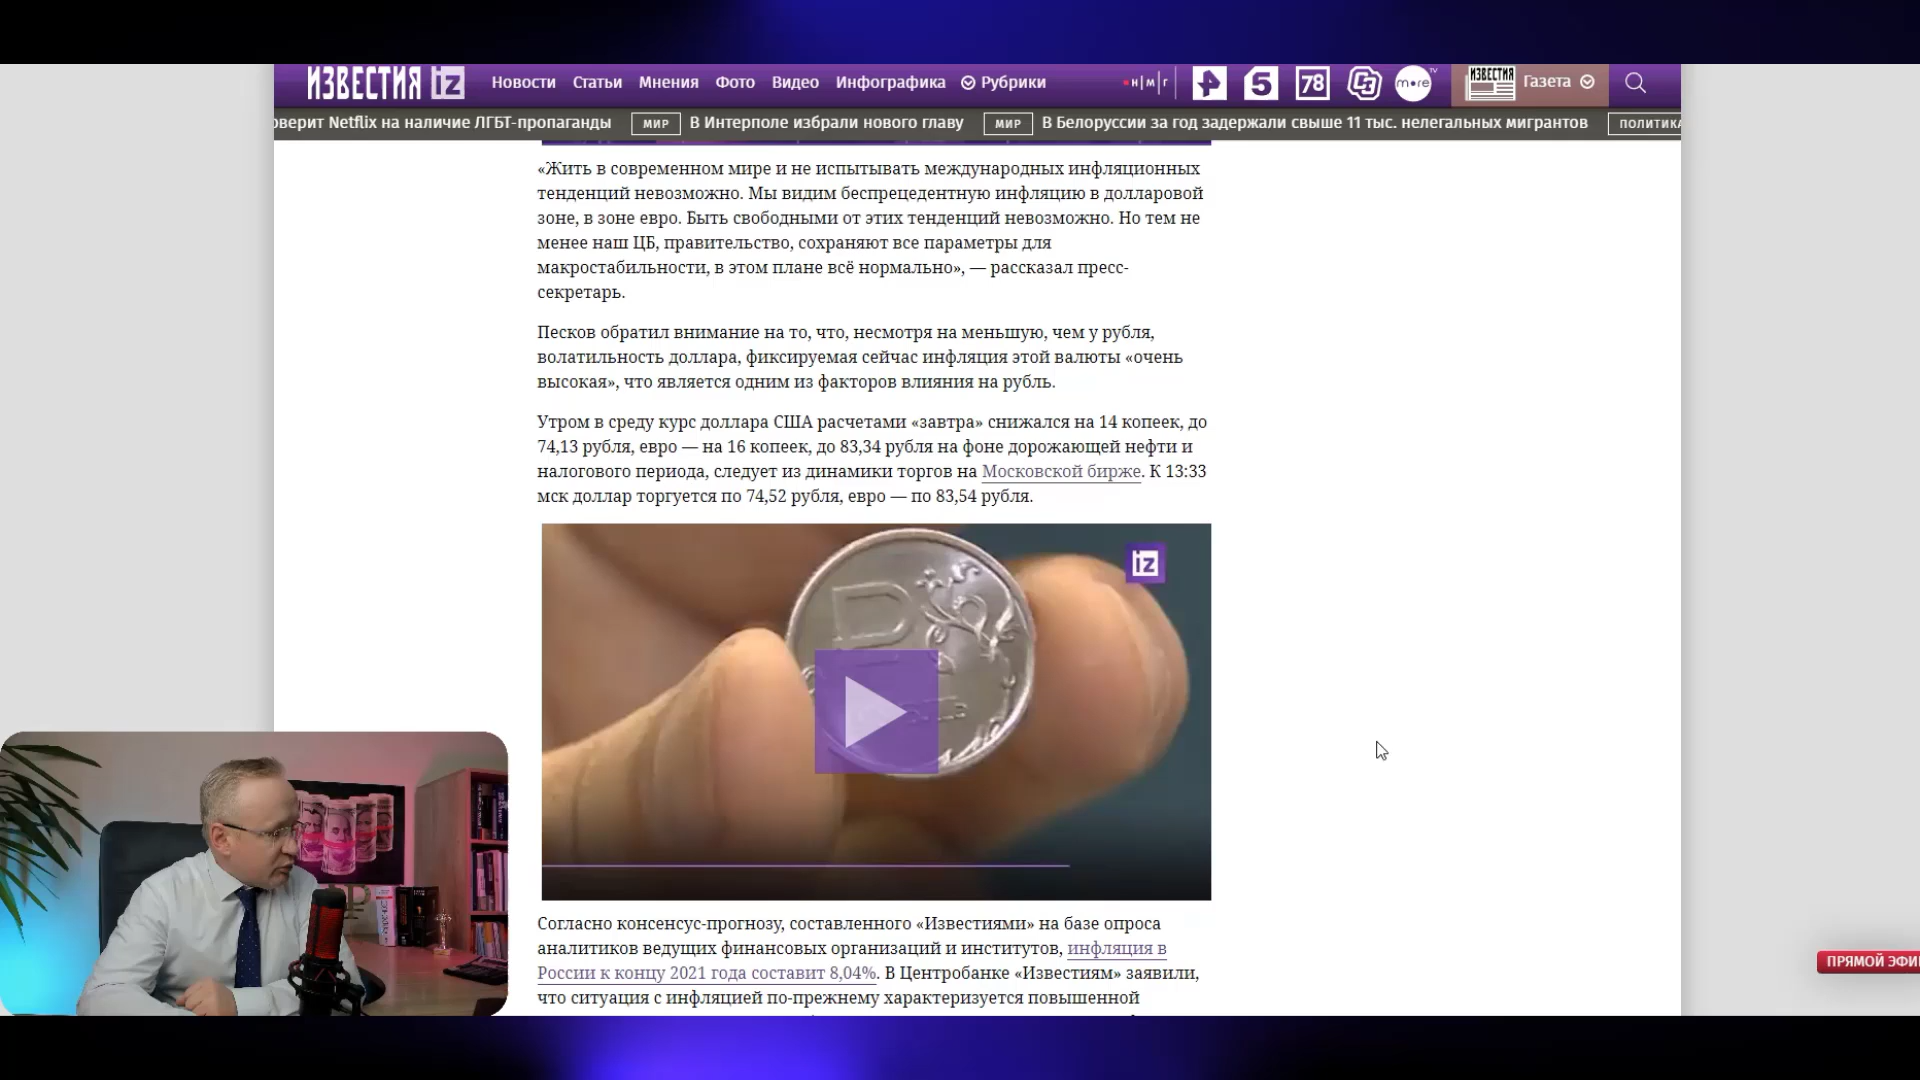 ИЗВЕСТИЯ iz Новости Статьи Мнения Фото Видео Инфографика Рубрики н|м|г 5 78 more TV ИЗВЕСТИЯ Газета
оверит Netflix на наличие ЛГБТ-пропаганды МИР В Интерполе избрали нового главу МИР В Белоруссии за год задержали свыше 11 тыс. нелегальных мигрантов ПОЛИТИКА
«Жить в современном мире и не испытывать международных инфляционных
тенденций невозможно. Мы видим беспрецедентную инфляцию в долларовой
зоне, в зоне евро. Быть свободными от этих тенденций невозможно. Но тем не
менее наш ЦБ, правительство, сохраняют все параметры для
макростабильности, в этом плане всё нормально», — рассказал пресс-
секретарь.
Песков обратил внимание на то, что, несмотря на меньшую, чем у рубля,
волатильность доллара, фиксируемая сейчас инфляция этой валюты «очень
высокая», что является одним из факторов влияния на рубль.
Утром в среду курс доллара США расчетами «завтра» снижался на 14 копеек, до
74,13 рубля, евро — на 16 копеек, до 83,34 рубля на фоне дорожающей нефти и
налогового периода, следует из динамики торгов на Московской бирже. К 13:33
мск доллар торгуется по 74,52 рубля, евро — по 83,54 рубля.
iz
Согласно консенсус-прогнозу, составленного «Известиями» на базе опроса
аналитиков ведущих финансовых организаций и институтов, инфляция в
России к концу 2021 года составит 8,04%. В Центробанке «Известиям» заявили,
что ситуация с инфляцией по-прежнему характеризуется повышенной
ПРЯМОЙ ЭФИ